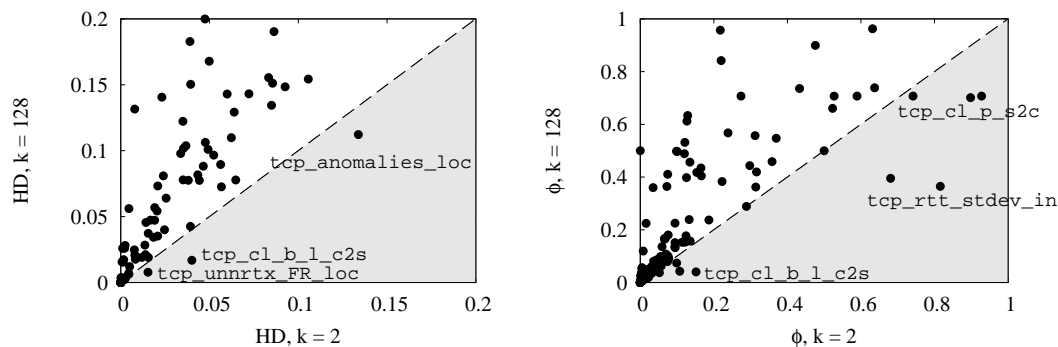 0.2
0.15
0.1
0.05
0
HD, k = 128
tcp_anomalies_loc
tcp_cl_b_l_c2s
tcp_unnrtx_FR_loc
0
0.05
0.1
0.15
0.2
HD, k = 2
1
0.8
0.6
0.4
0.2
0
ϕ, k = 128
tcp_cl_p_s2c
tcp_rtt_stdev_in
tcp_cl_b_l_c2s
0
0.2
0.4
0.6
0.8
1
ϕ, k = 2